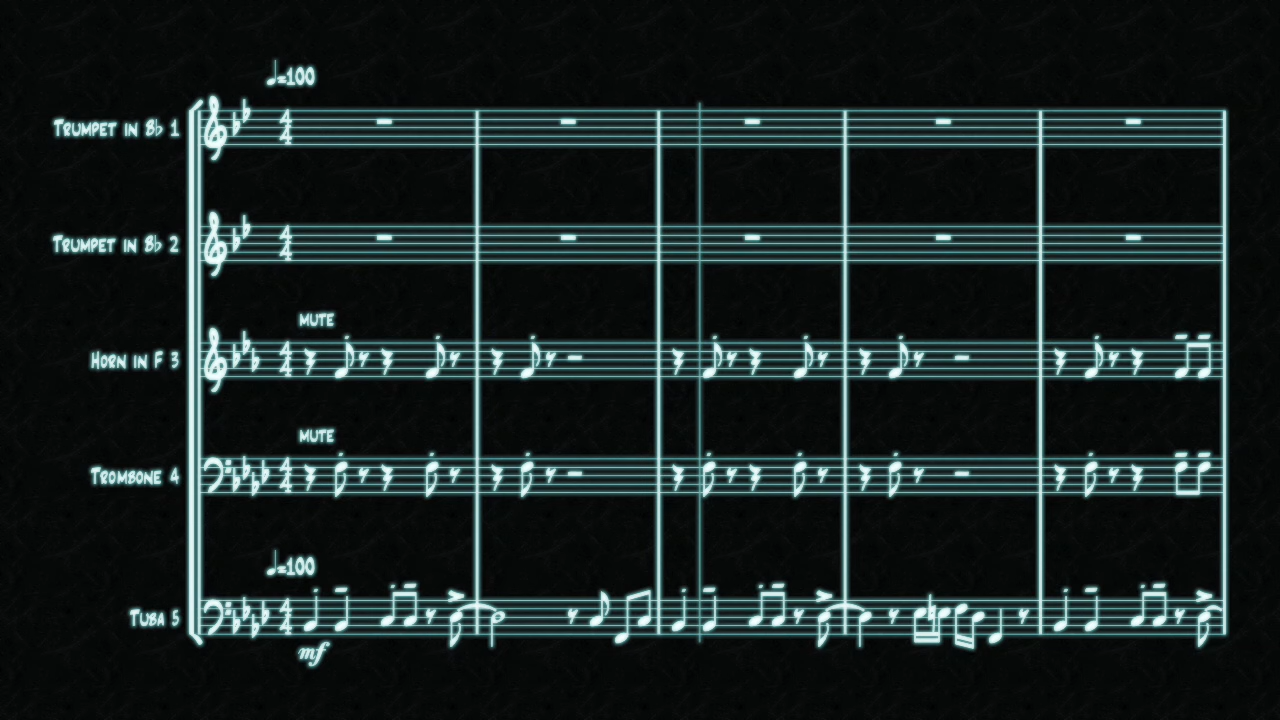 ♩=100
TRUMPET IN B♭ 1
TRUMPET IN B♭ 2
MUTE
HORN IN F 3
MUTE
TROMBONE 4
♩=100
TUBA 5
mf